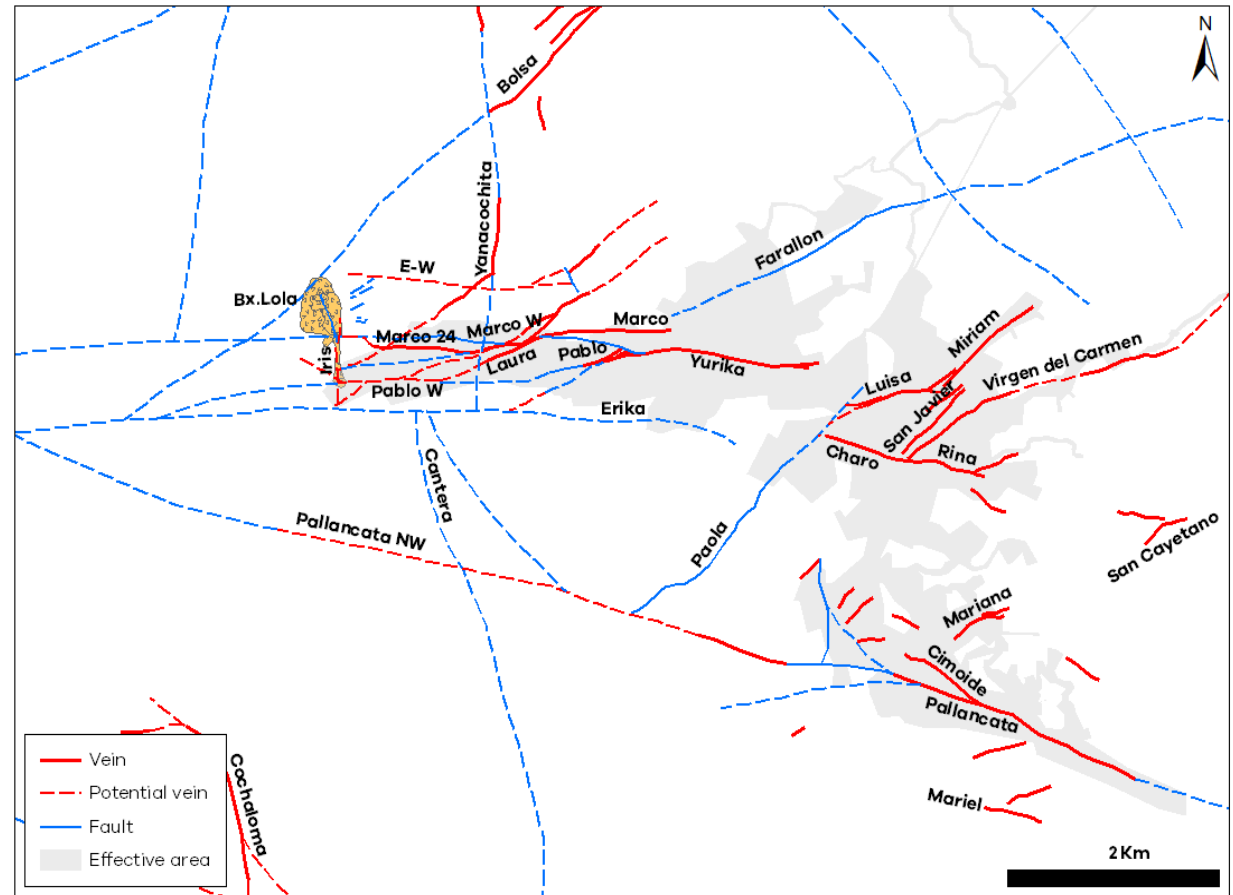 N
Bolsa
Yanacochita
Farallon
E-W
Bx.Lola
Marco 24
Marco W
Marco
Iris
Laura
Pablo
Yurika
Pablo W
Erika
Miriam
Luisa
Virgen del Carmen
San Javier
Charo
Rina
Cantera
Pallancata NW
Paola
San Cayetano
Mariana
Cimoide
Pallancata
Mariel
Cochaloma
Vein
Potential vein
Fault
Effective area
2Km